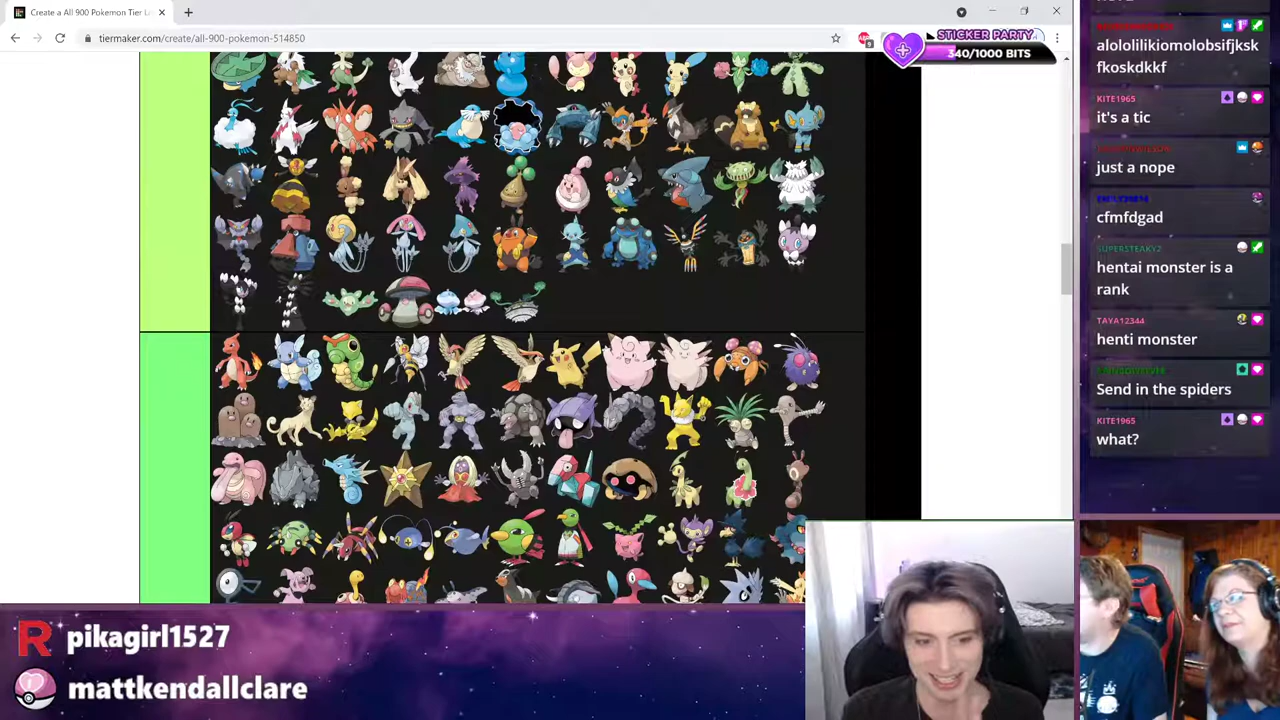 Create a All 900 Pokemon Tier Li
tiermaker.com/create/all-900-pokemon-514850
9
STICKER PARTY
340/1000 BITS
alololilikiomolobsifjksk
fkoskdkkf
KITE1965
it's a tic
just a nope
cfmfdgad
SUPERSTEAKY2
hentai monster is a
rank
TAYA12344
henti monster
Send in the spiders
KITE1965
what?
R pikagirl1527
mattkendallclare